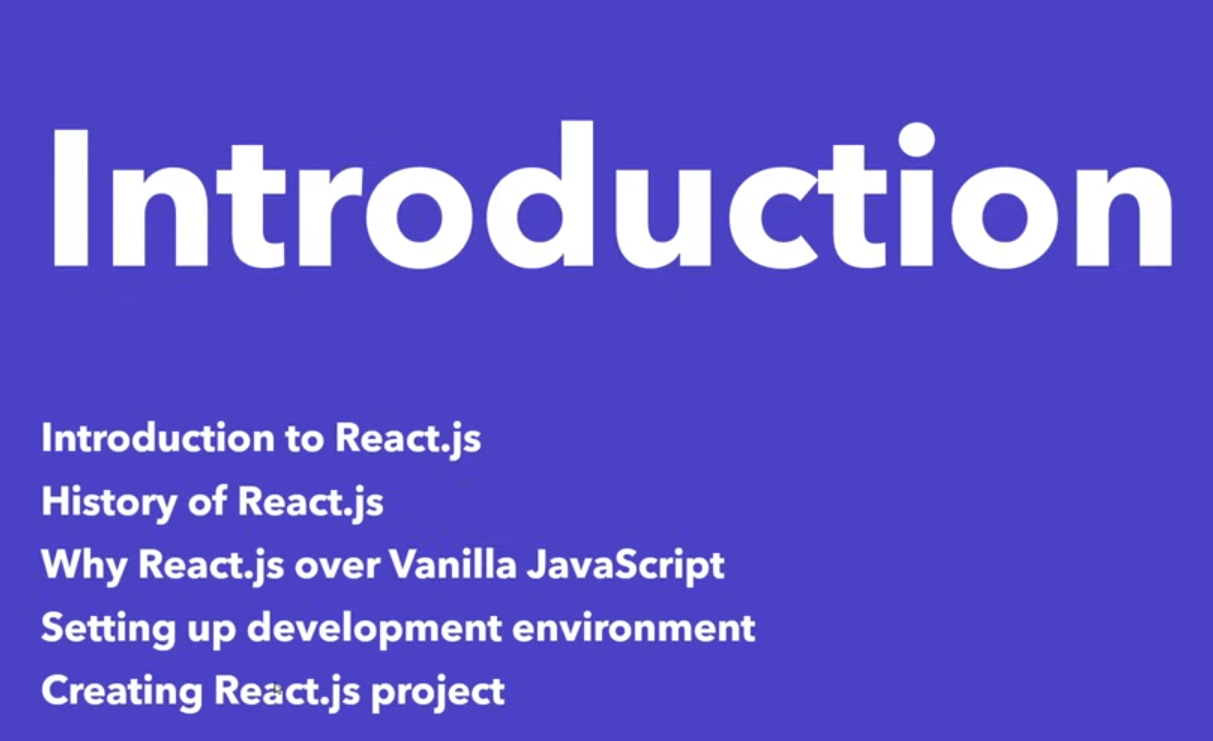 Introduction
Introduction to React.js
History of React.js
Why React.js over Vanilla JavaScript
Setting up development environment
Creating React.js project